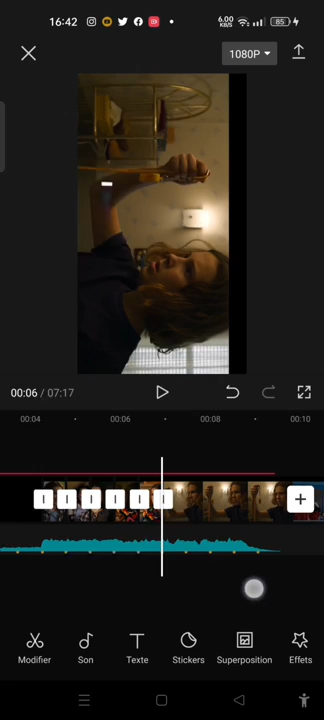 16:42 6.00 KB/S 85
1080P
00:06 / 07:17
00:04 00:06 00:08 00:10
Modifier Son Texte Stickers Superposition Effets